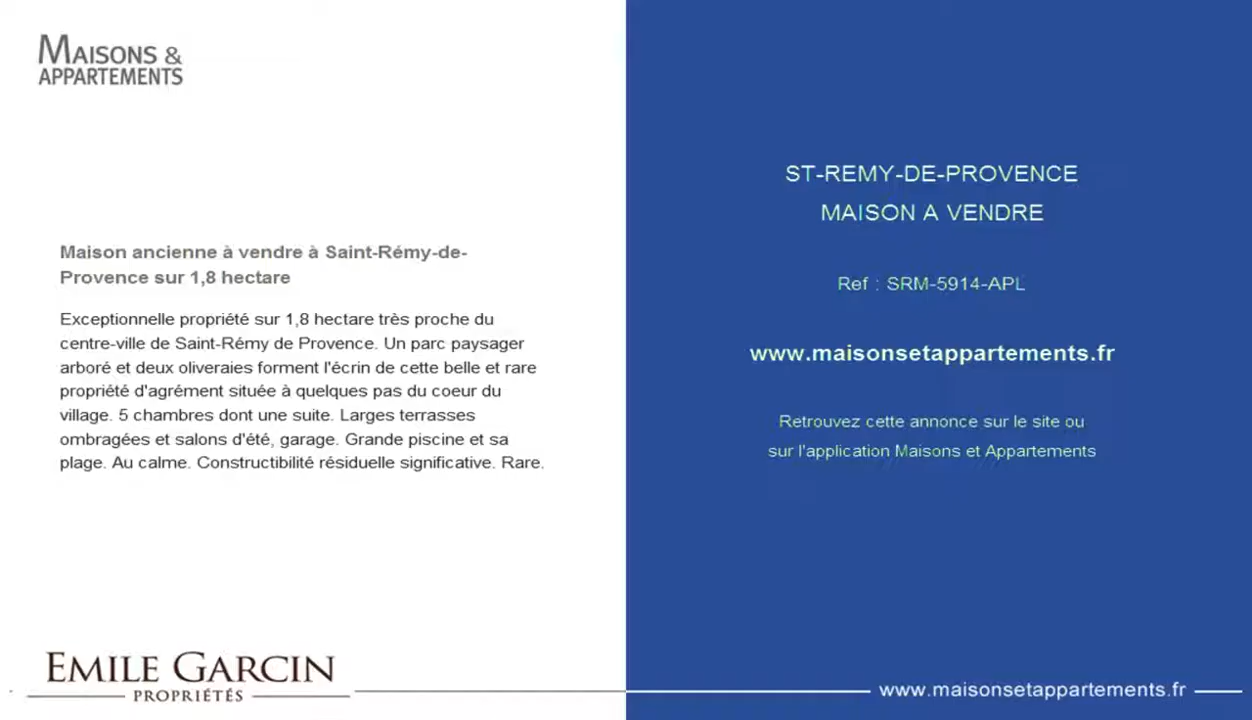 MAISONS &
APPARTEMENTS
Maison ancienne à vendre à Saint-Rémy-de-
Provence sur 1,8 hectare
Exceptionnelle propriété sur 1,8 hectare très proche du
centre-ville de Saint-Rémy de Provence. Un parc paysager
arboré et deux oliveraies forment l'écrin de cette belle et rare
propriété d'agrément située à quelques pas du coeur du
village. 5 chambres dont une suite. Larges terrasses
ombragées et salons d'été, garage. Grande piscine et sa
plage. Au calme. Constructibilité résiduelle significative. Rare.
EMILE GARCIN
PROPRIÉTÉS
ST-REMY-DE-PROVENCE
MAISON A VENDRE
Ref : SRM-5914-APL
www.maisonsetappartements.fr
Retrouvez cette annonce sur le site ou
sur l'application Maisons et Appartements
www.maisonsetappartements.fr